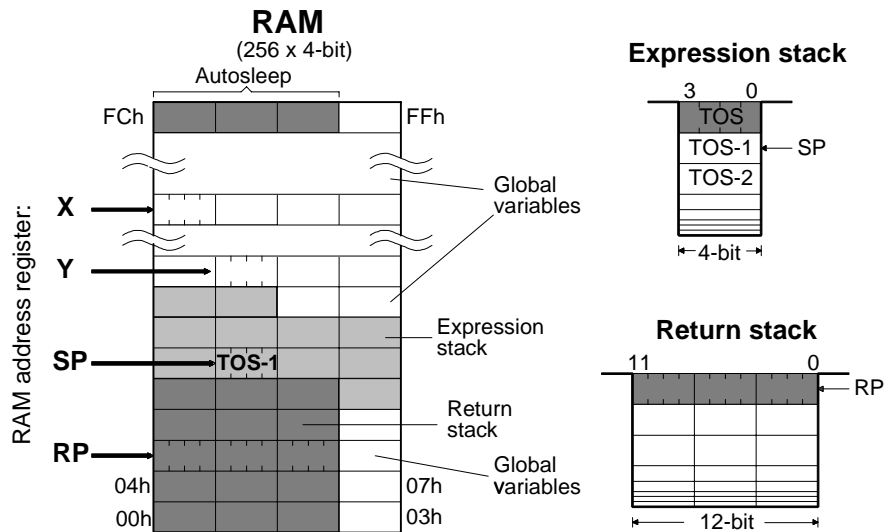 RAM
(256 x 4-bit)
Autosleep
FCh
FFh
Global
variables
X
Y
RAM address register:
SP
TOS-1
Expression
stack
Return
stack
RP
Global
variables
04h
07h
00h
03h
Expression stack
3 0
TOS
TOS-1
SP
TOS-2
4-bit
Return stack
11 0
RP
12-bit